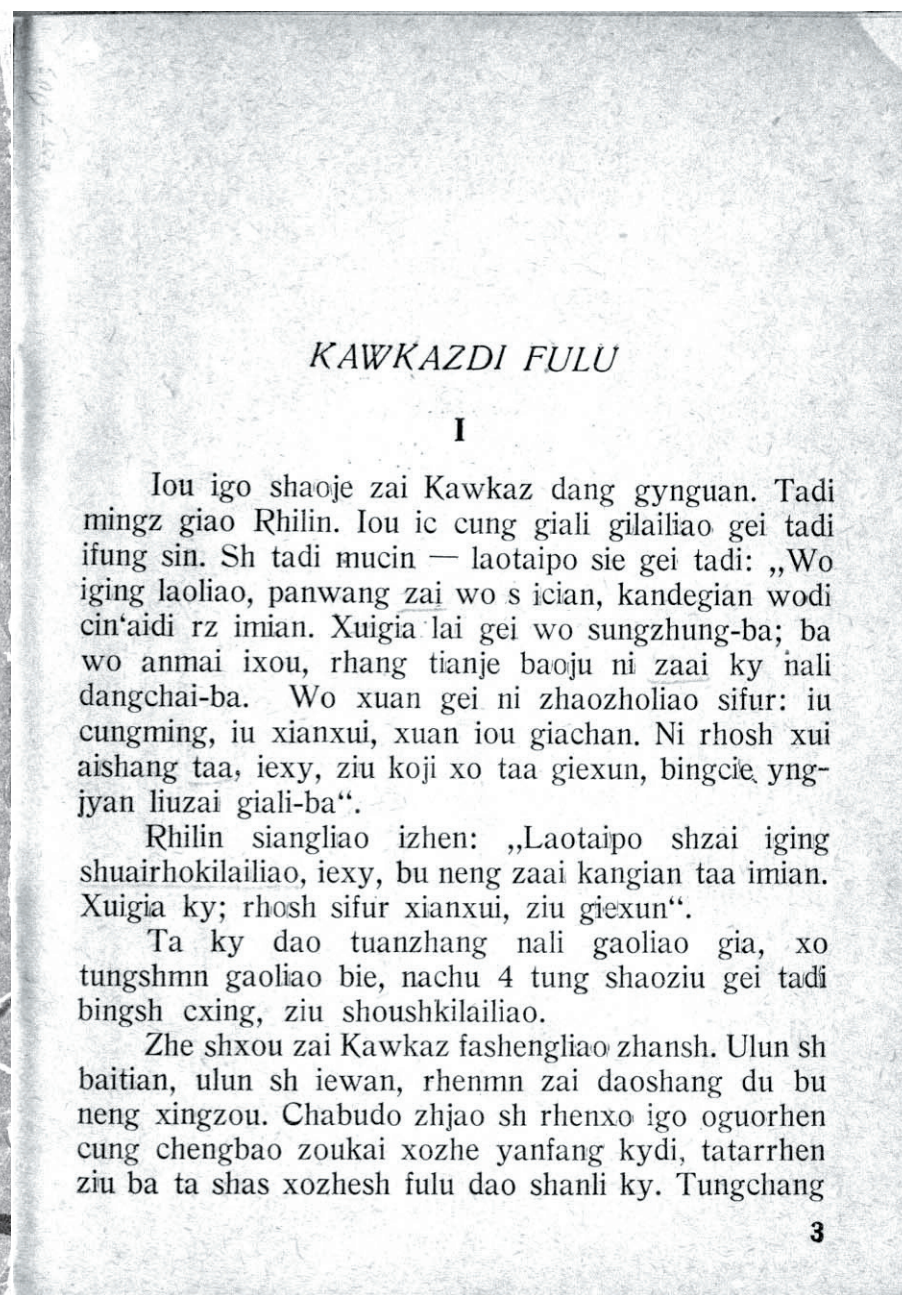 KAWKAZDI FULU
I
Iou igo shaoje zai Kawkaz dang gynguan. Tadi
mingz giao Rhilin. Iou ic cung giali gilailiao gei tadi
ifung sin. Sh tadi mucin — laotaipo sie gei tadi: „Wo
iging laoliao, panwang zai wo s ician, kandegian wodi
cin‘aidi rz imian. Xuigia lai gei wo sungzhung-ba; ba
wo anmai ixou, rhang tianje baoju ni zaai ky nali
dangchai-ba. Wo xuan gei ni zhaozholiao sifur: iu
cungming, iu xianxui, xuan iou giachan. Ni rhosh xui
aishang taa, iexy, ziu koji xo taa giexun, bingcie yng-
jyan liuzai giali-ba“.
Rhilin siangliao izhen: „Laotaipo shzai iging
shuairhokilailiao, iexy, bu neng zaai kangian taa imian.
Xuigia ky; rhosh sifur xianxui, ziu giexun“.
Ta ky dao tuanzhang nali gaoliao gia, xo
tungshmn gaoliao bie, nachu 4 tung shaoziu gei tadi
bingsh cxing, ziu shoushkilailiao.
Zhe shxou zai Kawkaz fashengliao zhansh. Ulun sh
baitian, ulun sh iewan, rhenmn zai daoshang du bu
neng xingzou. Chabudo zhjao sh rhenxo igo oguorhen
cung chengbao zoukai xozhe yanfang kydi, tatarrhen
ziu ba ta shas xozhesh fulu dao shanli ky. Tungchang
3